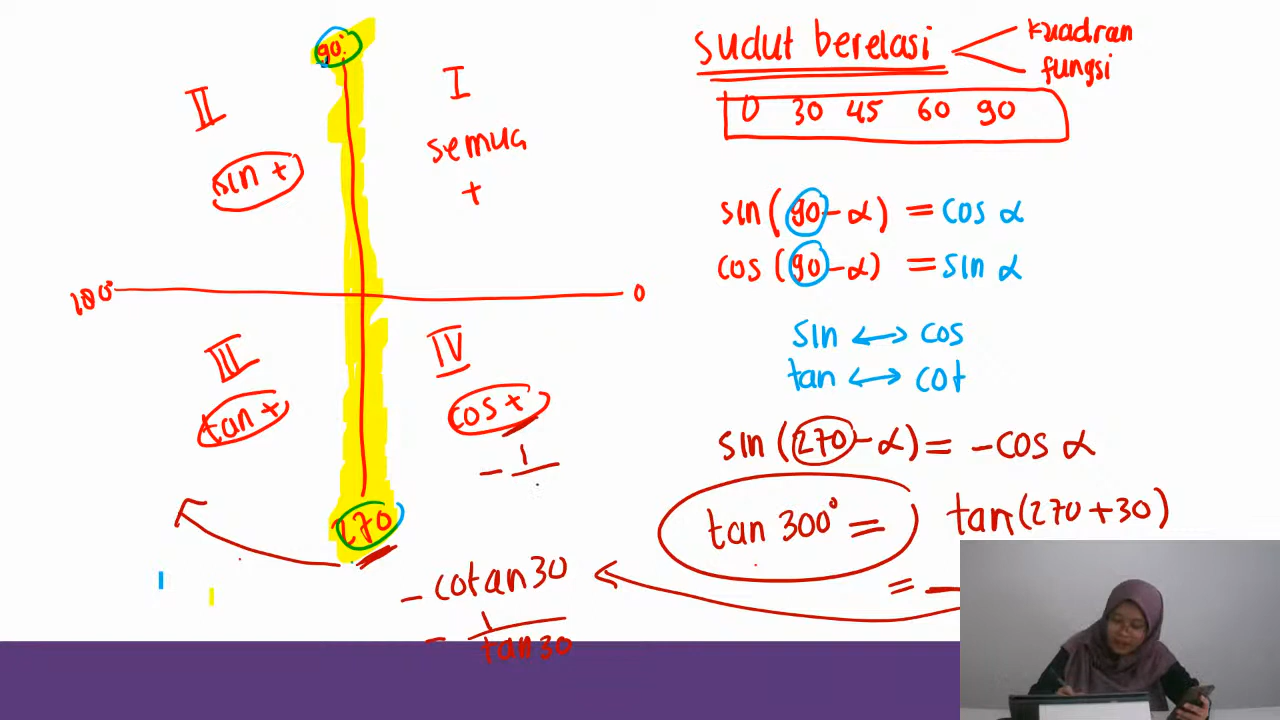 90°
II
sin +
I
semua
+
180°
0
III
tan +
IV
cos +
- 1
270
- cotan 30
- 1
tan 30
sudut berelasi
kuadran
fungsi
0 30 45 60 90
sin (90 - α) = cos α
cos (90 - α) = sin α
sin ↔ cos
tan ↔ cot
sin (270 - α) = - cos α
tan 300° = tan (270 + 30)
= -